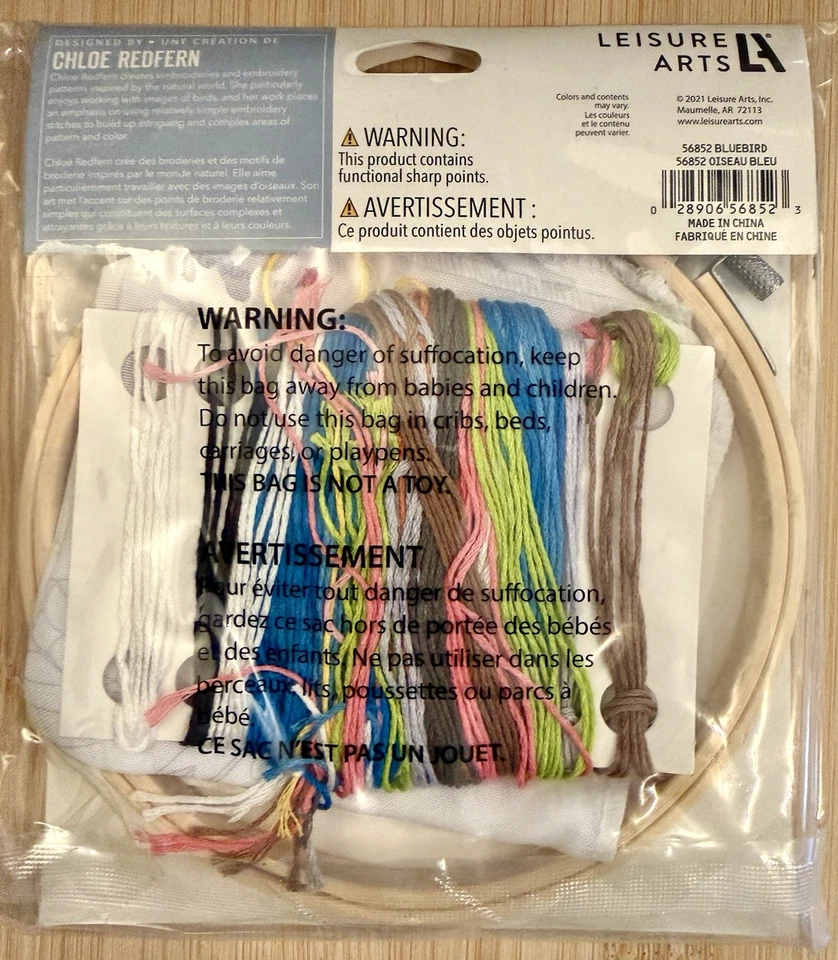 DESIGNED BY • UNE CRÉATION DE
CHLOE REDFERN
Chloe Redfern creates embroideries and embroidery
patterns inspired by the natural world. She particularly
enjoys working with images of birds, and her work places
an emphasis on using relatively simple embroidery
stitches to build up intriguing and complex areas of
pattern and color.
Chloé Redfern crée des broderies et des motifs de
broderie inspirés par le monde naturel. Elle aime
particulièrement travailler avec des images d'oiseaux. Son
art met l'accent sur des points de broderie relativement
simples qui constituent des surfaces complexes et
attrayantes grâce à leurs textures et à leurs couleurs.
WARNING:
This product contains
functional sharp points.
AVERTISSEMENT :
Ce produit contient des objets pointus.
Colors and contents
may vary.
Les couleurs
et le contenu
peuvent varier.
LEISURE
ARTS LA
© 2021 Leisure Arts, Inc.
Maumelle, AR 72113
www.leisurearts.com
56852 BLUEBIRD
56852 OISEAU BLEU
0 28906 56852 3
MADE IN CHINA
FABRIQUÉ EN CHINE
WARNING:
To avoid danger of suffocation, keep
this bag away from babies and children.
Do not use this bag in cribs, beds,
carriages, or playpens.
THIS BAG IS NOT A TOY.
AVERTISSEMENT
Pour éviter tout danger de suffocation,
gardez ce sac hors de portée des bébés
et des enfants. Ne pas utiliser dans les
berceaux, lits, poussettes ou parcs à
bébé
CE SAC N'EST PAS UN JOUET.